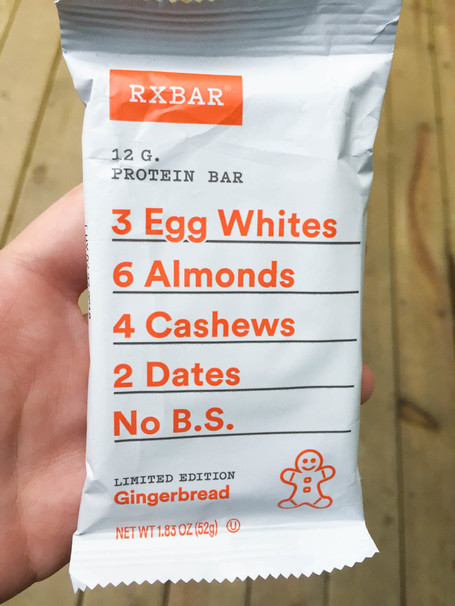 RXBAR
12 G.
PROTEIN BAR
3 Egg Whites
6 Almonds
4 Cashews
2 Dates
No B.S.
LIMITED EDITION
Gingerbread
NET WT 1.83 OZ (52g) U